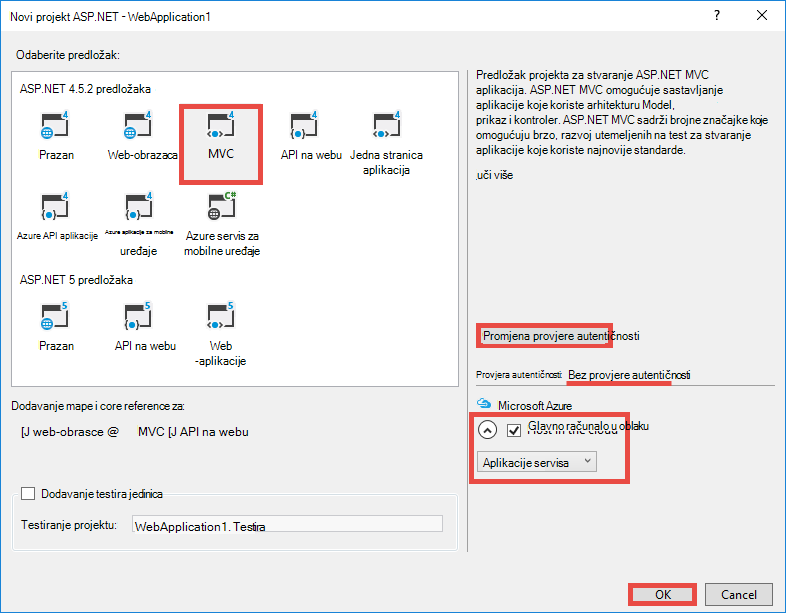 Novi projekt ASP.NET - WebApplication1
Odaberite predložak:
ASP.NET 4.5.2 predložaka
Prazan
Web-obrazaca
MVC
API na webu
Jedna stranica
aplikacija
Azure API aplikacije
Azure aplikacije za mobilne
uređaje
Azure servis za
mobilne uređaje
ASP.NET 5 predložaka
Prazan
API na webu
Web
-aplikacije
Dodavanje mape i core reference za:
[J web-obrasce @ MVC [J API na webu
Dodavanje testira jedinica
Testiranje projektu: WebApplication1. Testira
Predložak projekta za stvaranje ASP.NET MVC
aplikacija. ASP.NET MVC omogućuje sastavljanje
aplikacije koje koriste arhitekturu Model,
prikaz i kontroler. ASP.NET MVC sadrži brojne značajke koje
omogućuju brzo, razvoj utemeljenih na test za stvaranje
aplikacije koje koriste najnovije standarde.
,uči više
Promjena provjere autentičnosti
Provjera autentičnosti: Bez provjere autentičnosti
Microsoft Azure
Glavno računalo u oblaku
Host in the cloud
Aplikacije servisa
OK
Cancel